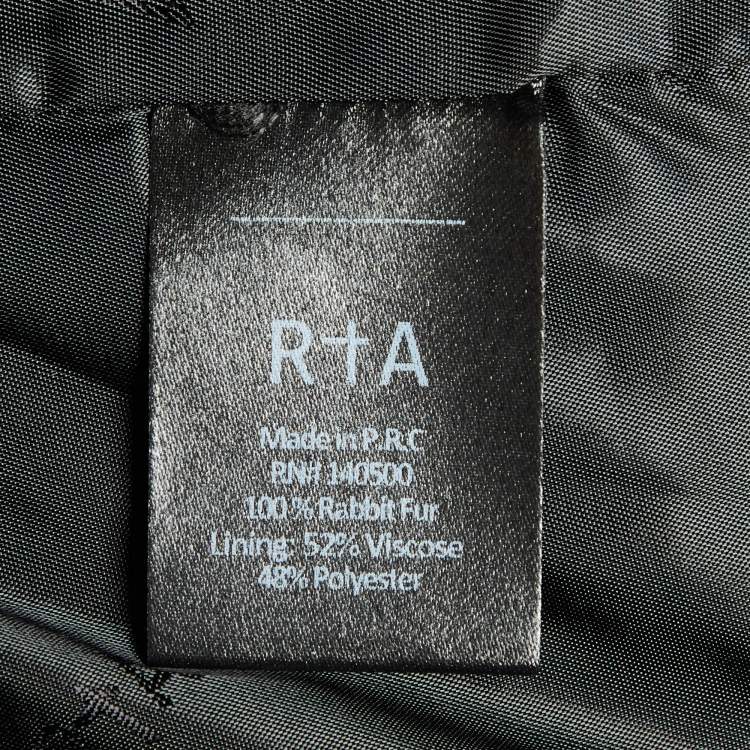 R†A
Made in P.R.C
RN# 140500
100% Rabbit Fur
Lining: 52% Viscose
48% Polyester